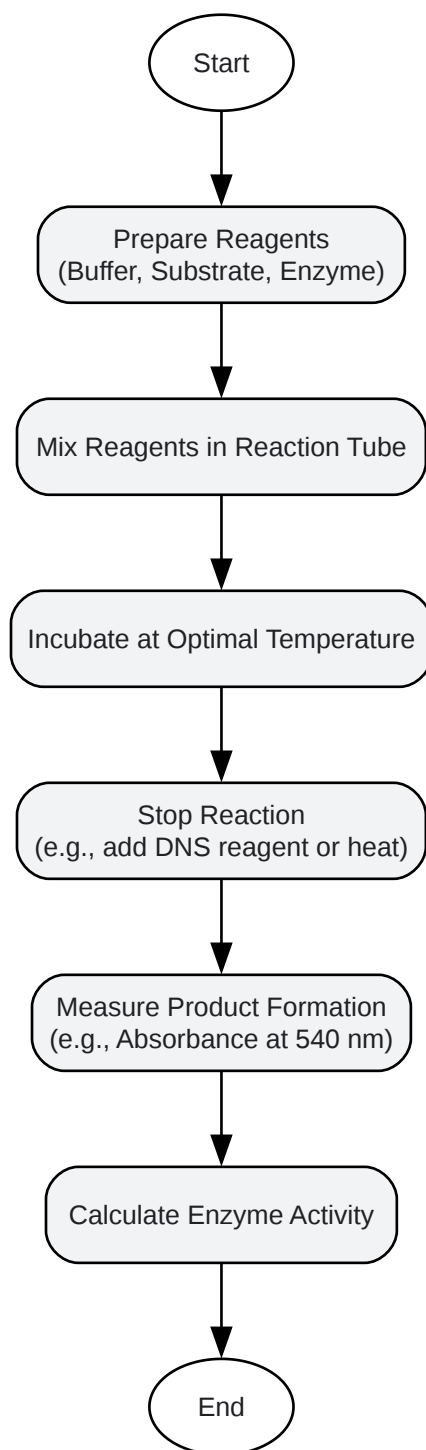 Start
Prepare Reagents
(Buffer, Substrate, Enzyme)
Mix Reagents in Reaction Tube
Incubate at Optimal Temperature
Stop Reaction
(e.g., add DNS reagent or heat)
Measure Product Formation
(e.g., Absorbance at 540 nm)
Calculate Enzyme Activity
End